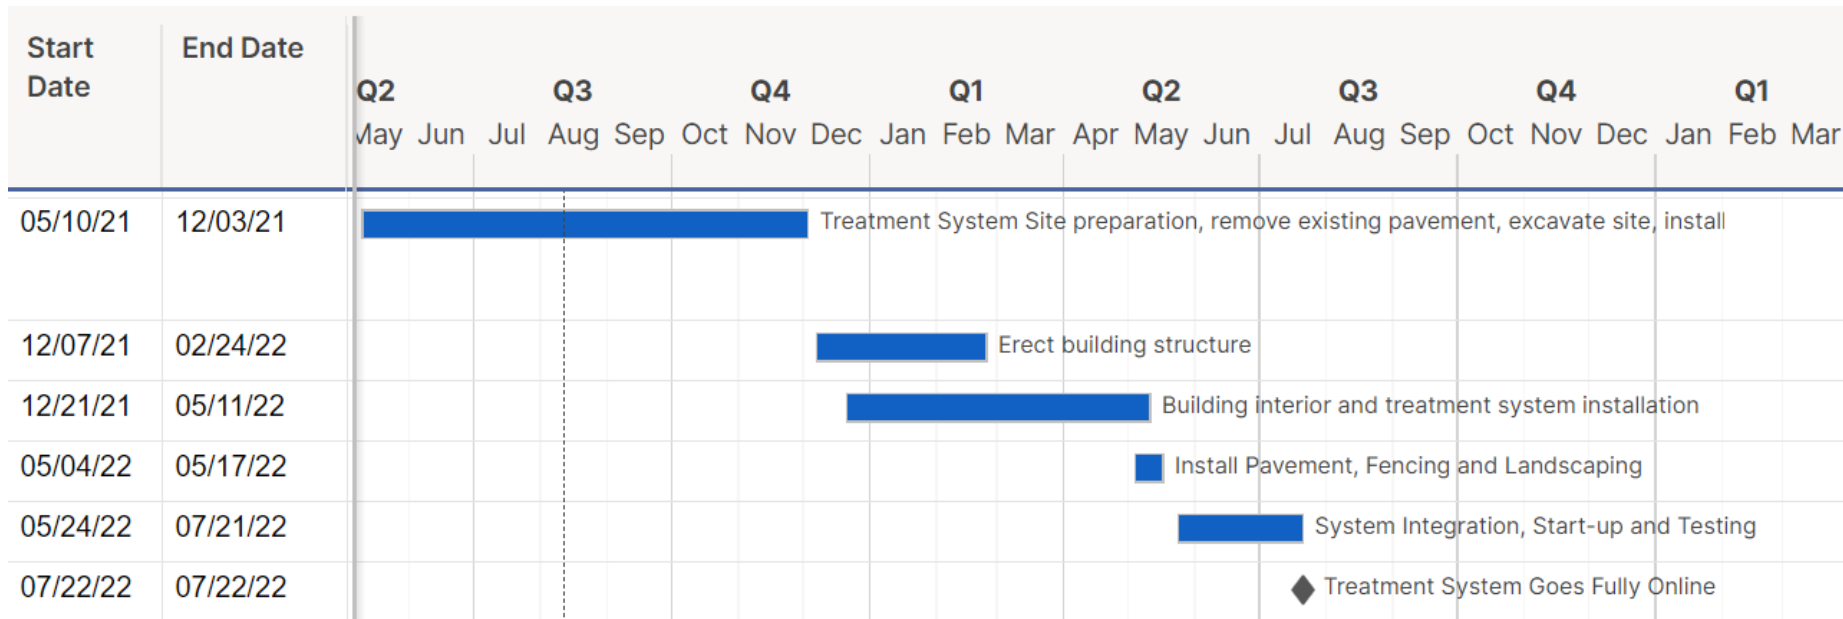 Start Date End Date
Q2 Q3 Q4 Q1 Q2 Q3 Q4 Q1
May Jun Jul Aug Sep Oct Nov Dec Jan Feb Mar Apr May Jun Jul Aug Sep Oct Nov Dec Jan Feb Mar
05/10/21 12/03/21 Treatment System Site preparation, remove existing pavement, excavate site, install
12/07/21 02/24/22 Erect building structure
12/21/21 05/11/22 Building interior and treatment system installation
05/04/22 05/17/22 Install Pavement, Fencing and Landscaping
05/24/22 07/21/22 System Integration, Start-up and Testing
07/22/22 07/22/22 Treatment System Goes Fully Online